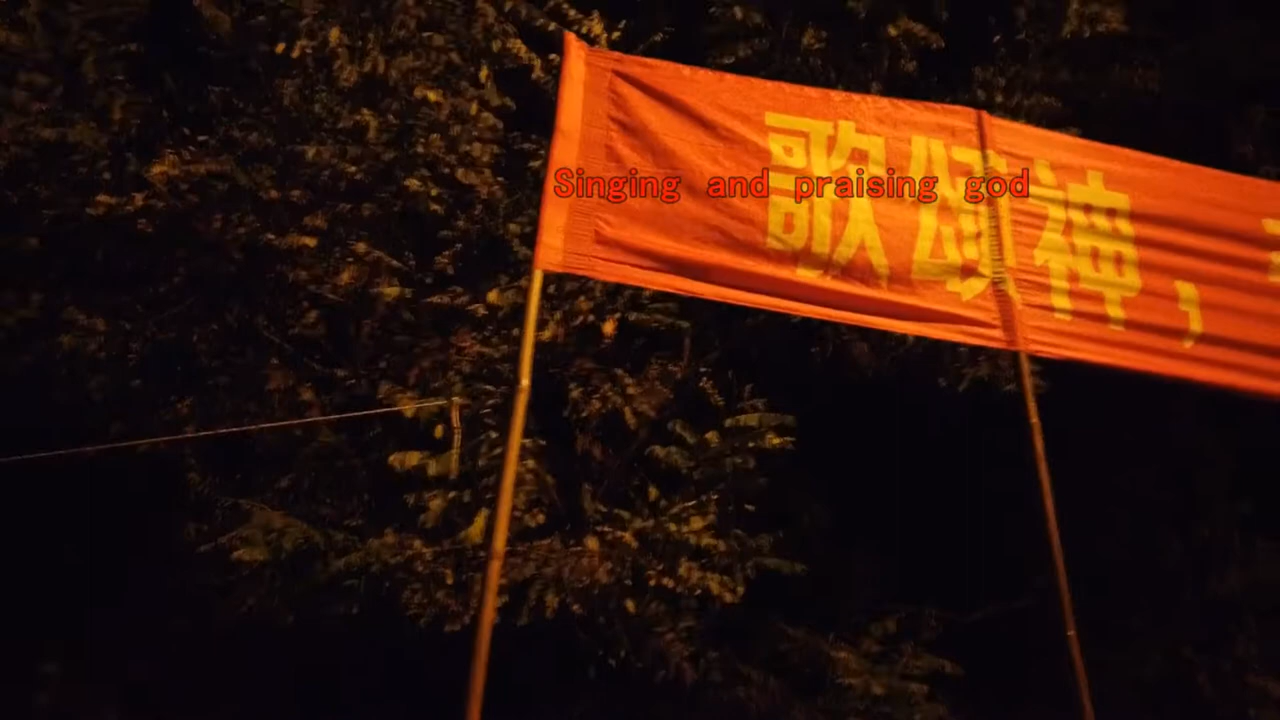 歌颂神，
Singing and praising god